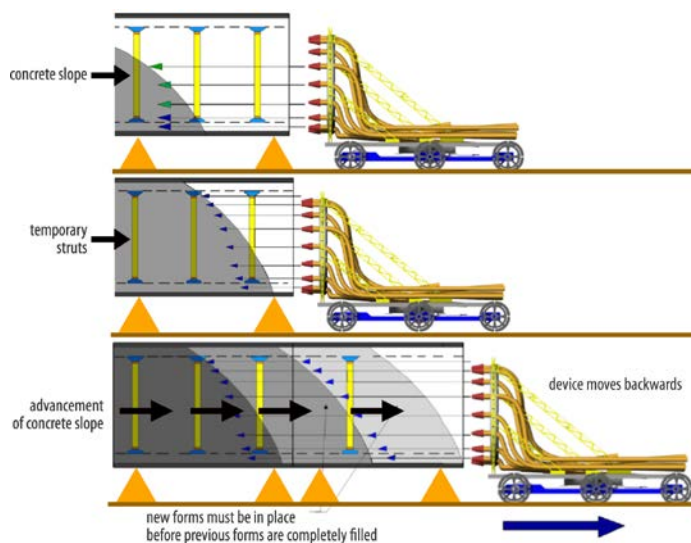 concrete slope
temporary
struts
advancement
of concrete slope
device moves backwards
new forms must be in place
before previous forms are completely filled